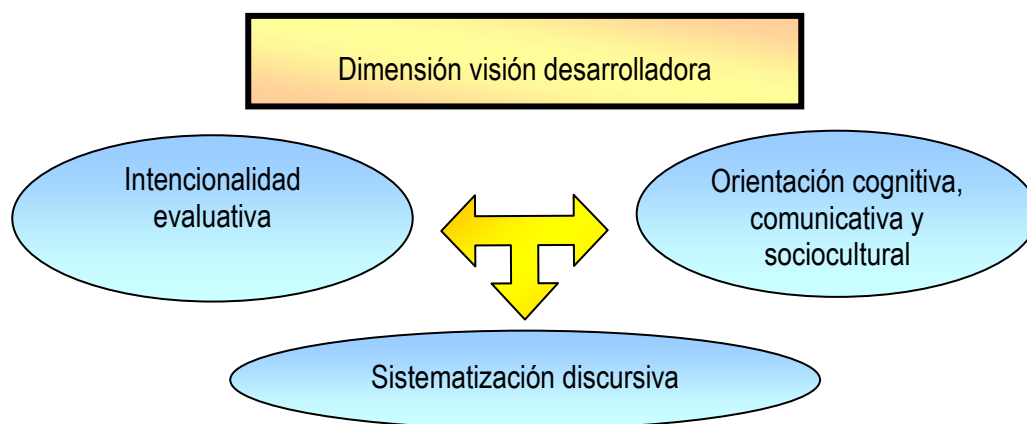 Dimensión visión desarrolladora
Intencionalidad
evaluativa
Orientación cognitiva,
comunicativa y
sociocultural
Sistematización discursiva